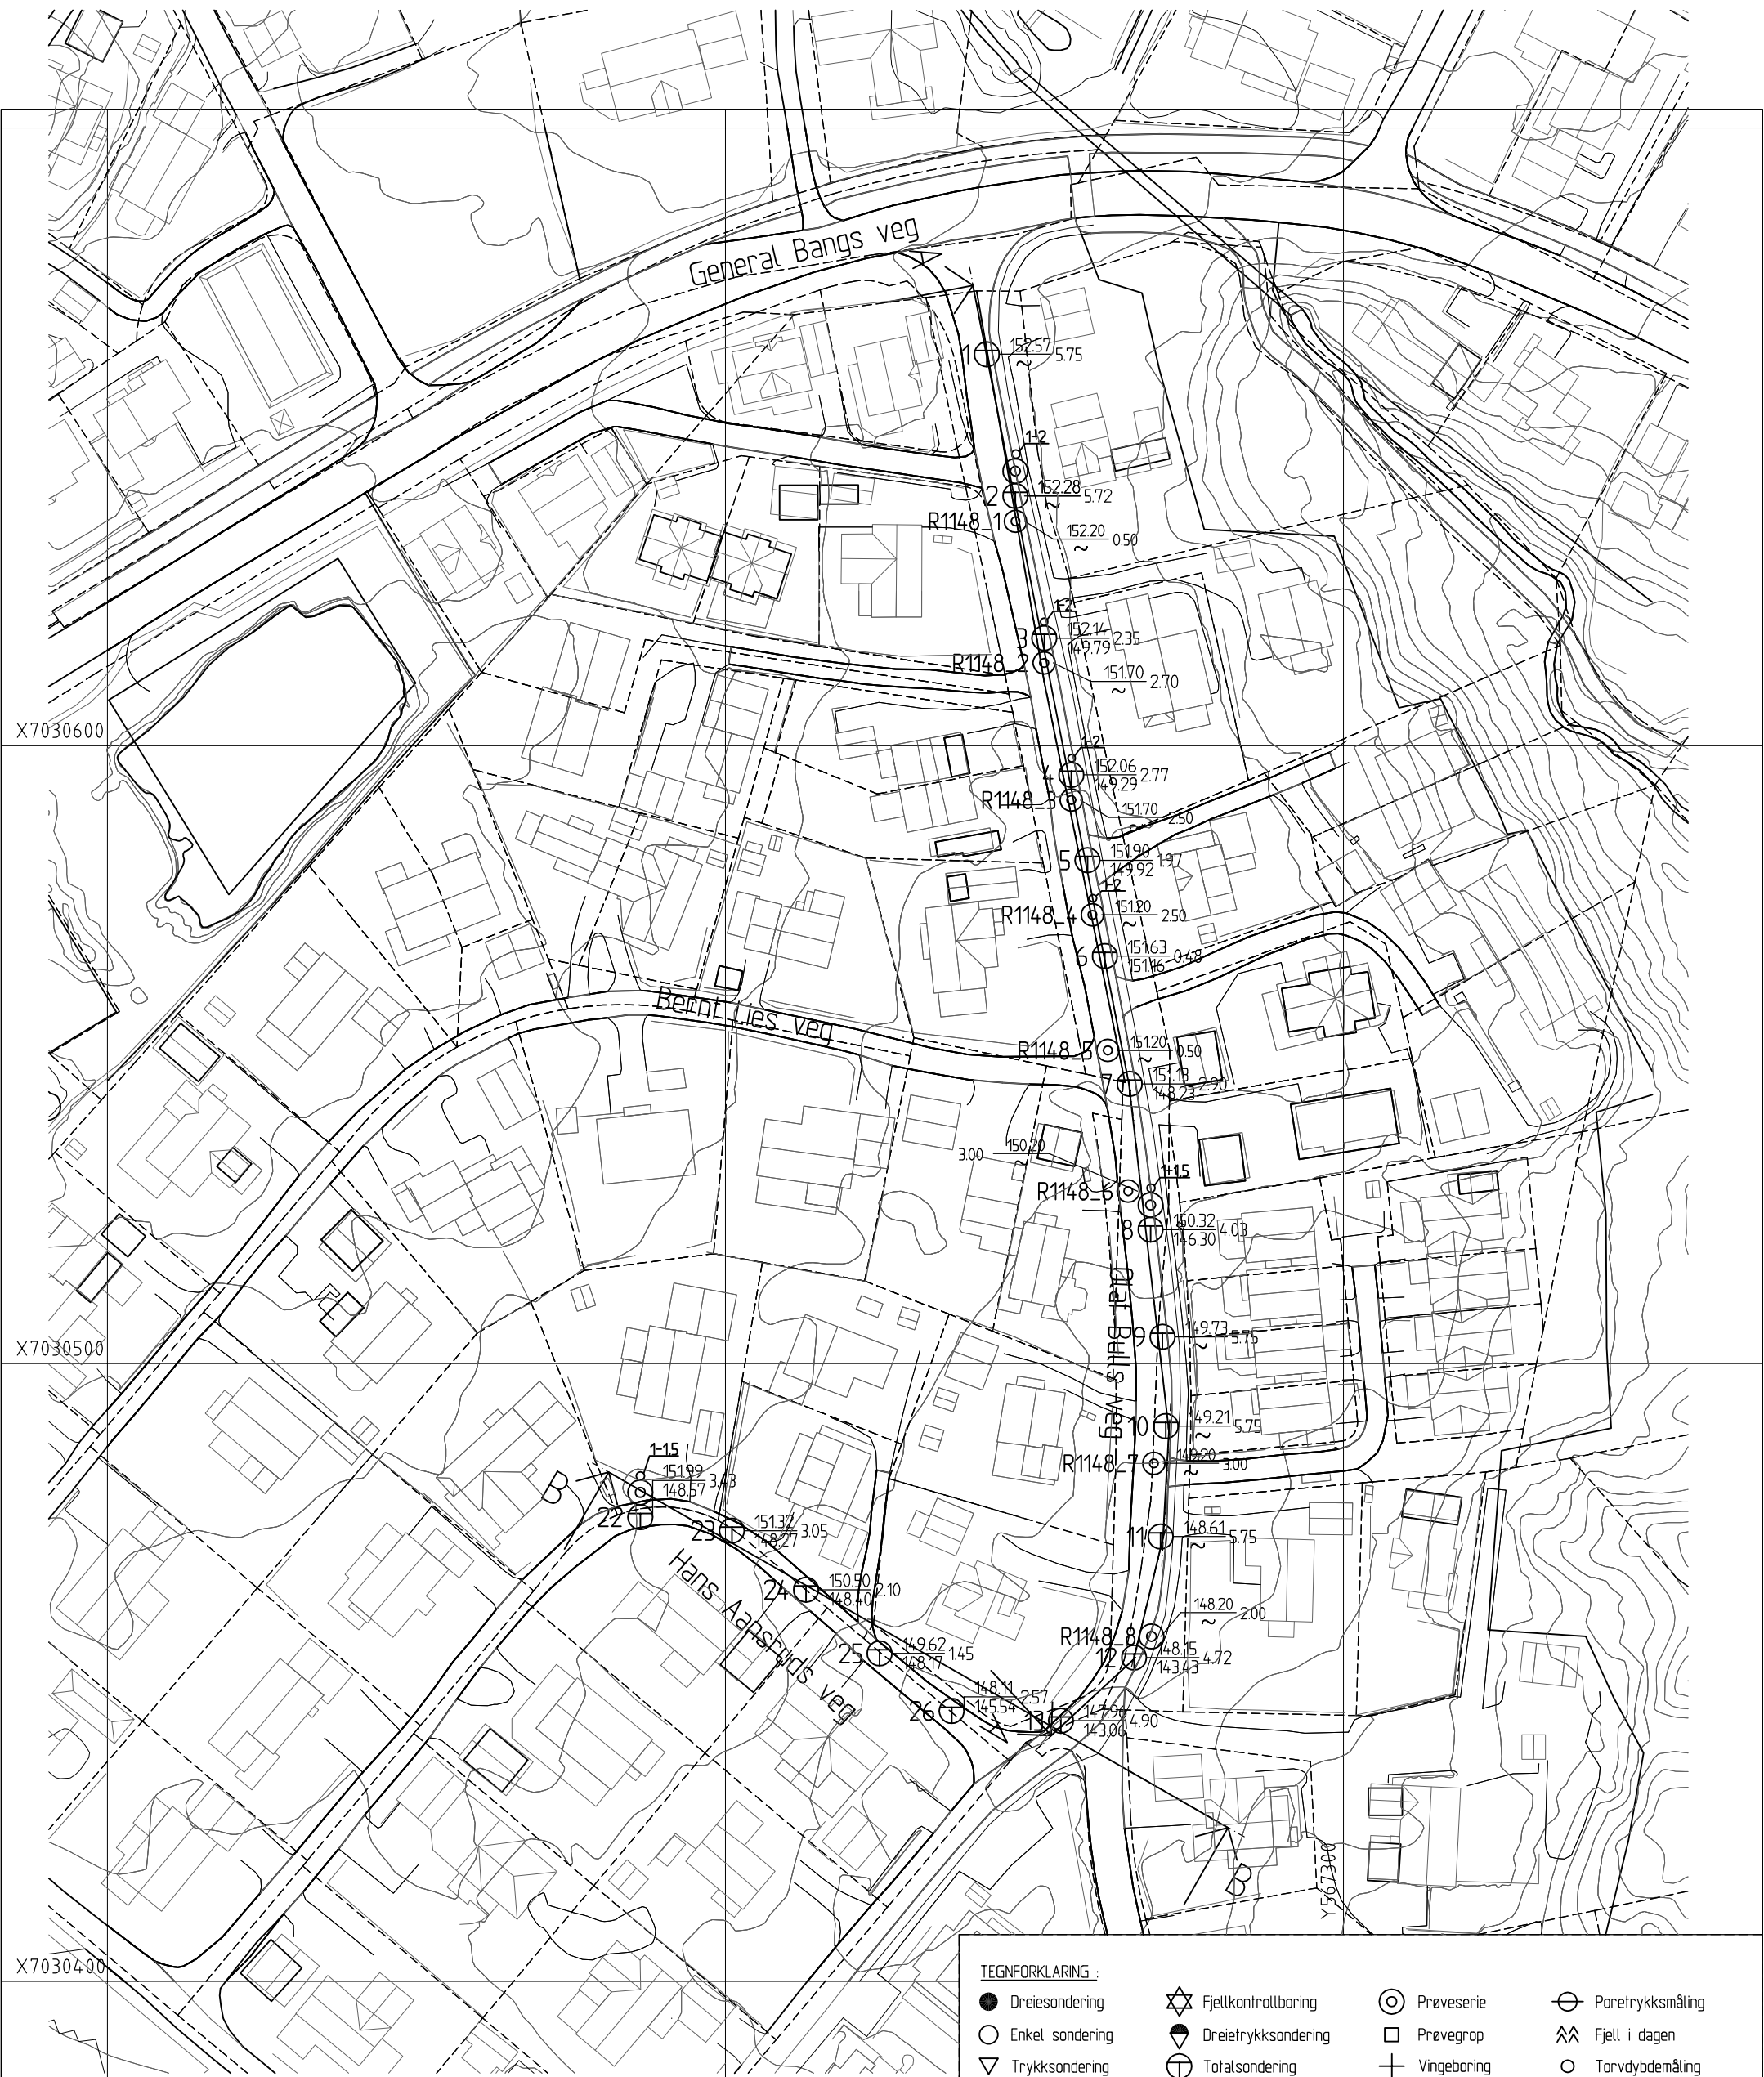 General Bangs veg
1 152.57 5.75
~
1-2
2 152.28 5.72
~
R1148_1 152.20 0.50
~
1-2
3 152.14 2.35
149.79
R1148_2 151.70 2.70
~
X7030600
1-2
4 152.06 2.77
149.29
R1148_3 151.70 2.50
~
5 151.90 1.97
149.92
1-2
R1148_4 151.20 2.50
~
6 151.63 0.48
151.16
Bernt Lies veg
R1148_5 151.20 0.50
~
7 151.13 2.90
148.23
3.00 150.20
~
1-1.5
R1148_6
8 150.32 4.03
146.30
Olaf Bulls veg
9 149.73 5.75
~
X7030500
10 149.21 5.75
~
R1148_7 149.20 3.00
~
1-1.5
B
151.99 3.43
148.57
22
23 151.32 3.05
148.27
11 148.61 5.75
~
Hans Aanruds veg
24 150.50 2.10
148.40
148.20 2.00
~
R1148_8
25 149.62 1.45
148.17
12 148.15 4.72
143.43
26 148.11 2.57
145.54
13 147.96 4.90
143.06
B
Y567300
X7030400
TEGNFORKLARING :
Dreiesondering Fjellkontrollboring Prøveserie Poretrykksmåling
Enkel sondering Dreietrykksondering Prøvegrop Fjell i dagen
Trykksondering Totalsondering Vingeboring Torvdybdemåling